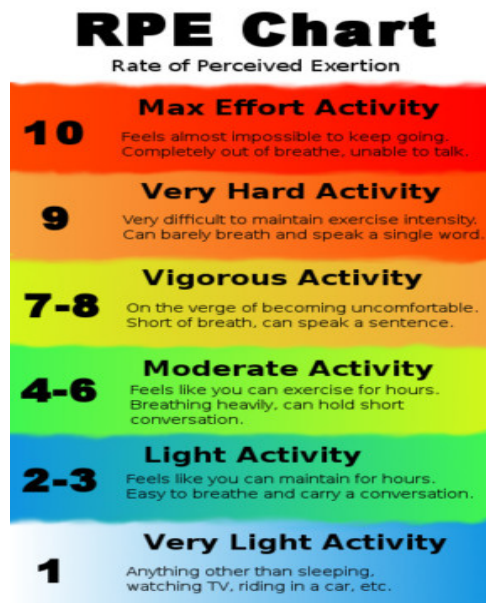 RPE Chart
Rate of Perceived Exertion
10
Max Effort Activity
Feels almost impossible to keep going.
Completely out of breathe, unable to talk.
9
Very Hard Activity
Very difficult to maintain exercise intensity.
Can barely breath and speak a single word.
7-8
Vigorous Activity
On the verge of becoming uncomfortable.
Short of breath, can speak a sentence.
4-6
Moderate Activity
Feels like you can exercise for hours.
Breathing heavily, can hold short
conversation.
2-3
Light Activity
Feels like you can maintain for hours.
Easy to breathe and carry a conversation.
1
Very Light Activity
Anything other than sleeping,
watching TV, riding in a car, etc.